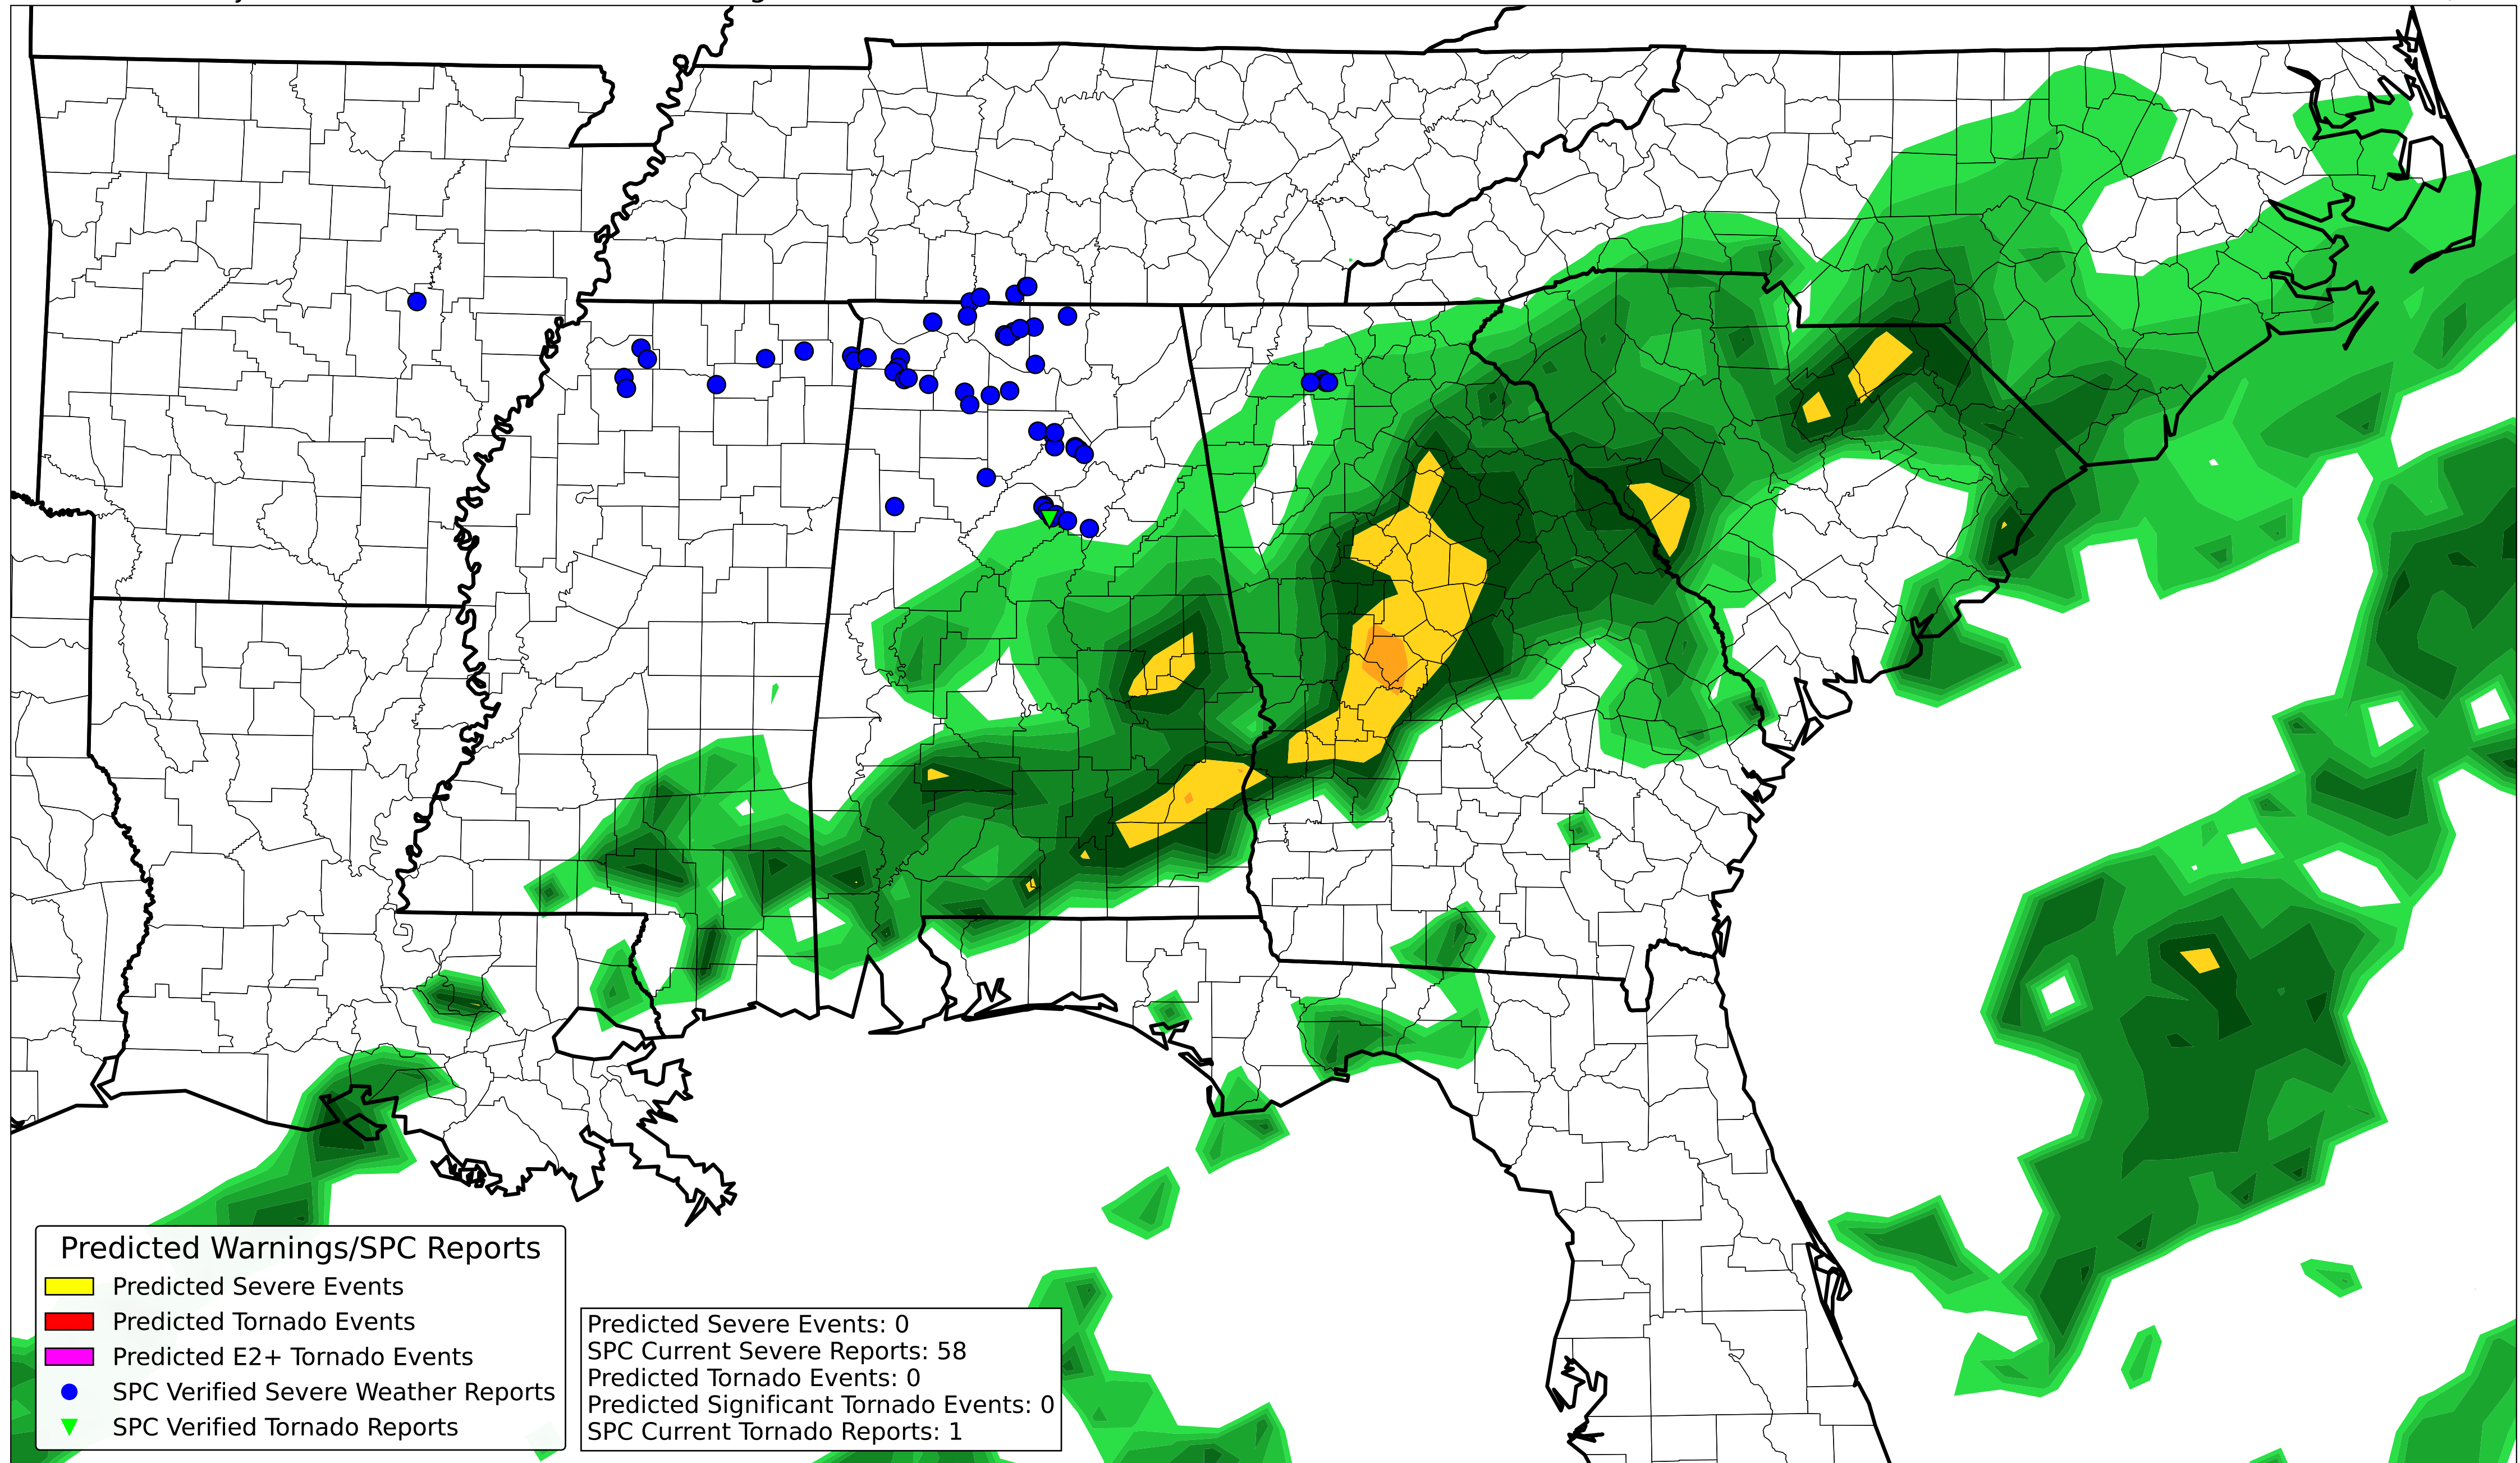 Predicted Warnings/SPC Reports
Predicted Severe Events
Predicted Tornado Events
Predicted E2+ Tornado Events
SPC Verified Severe Weather Reports
SPC Verified Tornado Reports
Predicted Severe Events: 0
SPC Current Severe Reports: 58
Predicted Tornado Events: 0
Predicted Significant Tornado Events: 0
SPC Current Tornado Reports: 1